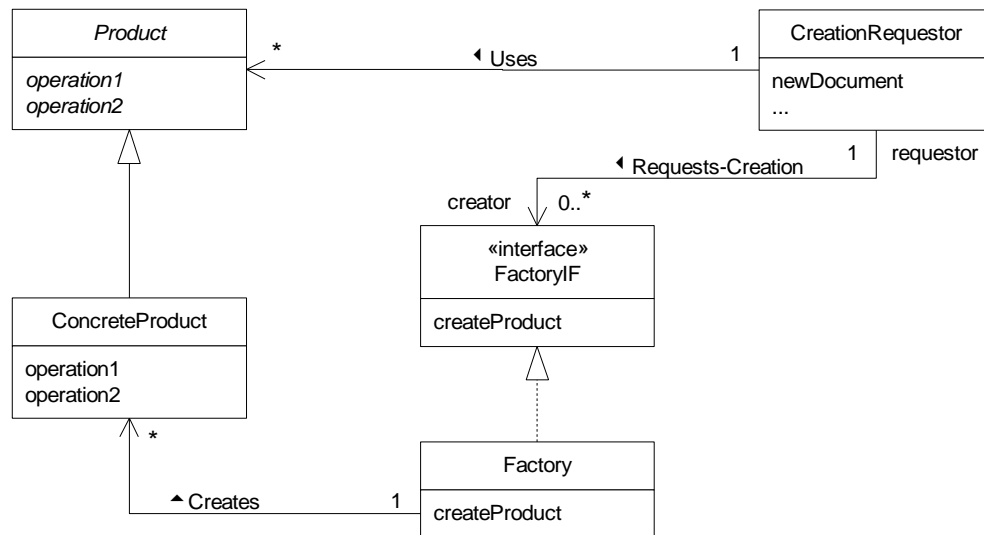 Product
operation1
operation2
*
Uses
1
CreationRequestor
newDocument
...
1
requestor
Requests-Creation
creator
0..*
«interface»
FactoryIF
createProduct
ConcreteProduct
operation1
operation2
*
Creates
1
Factory
createProduct